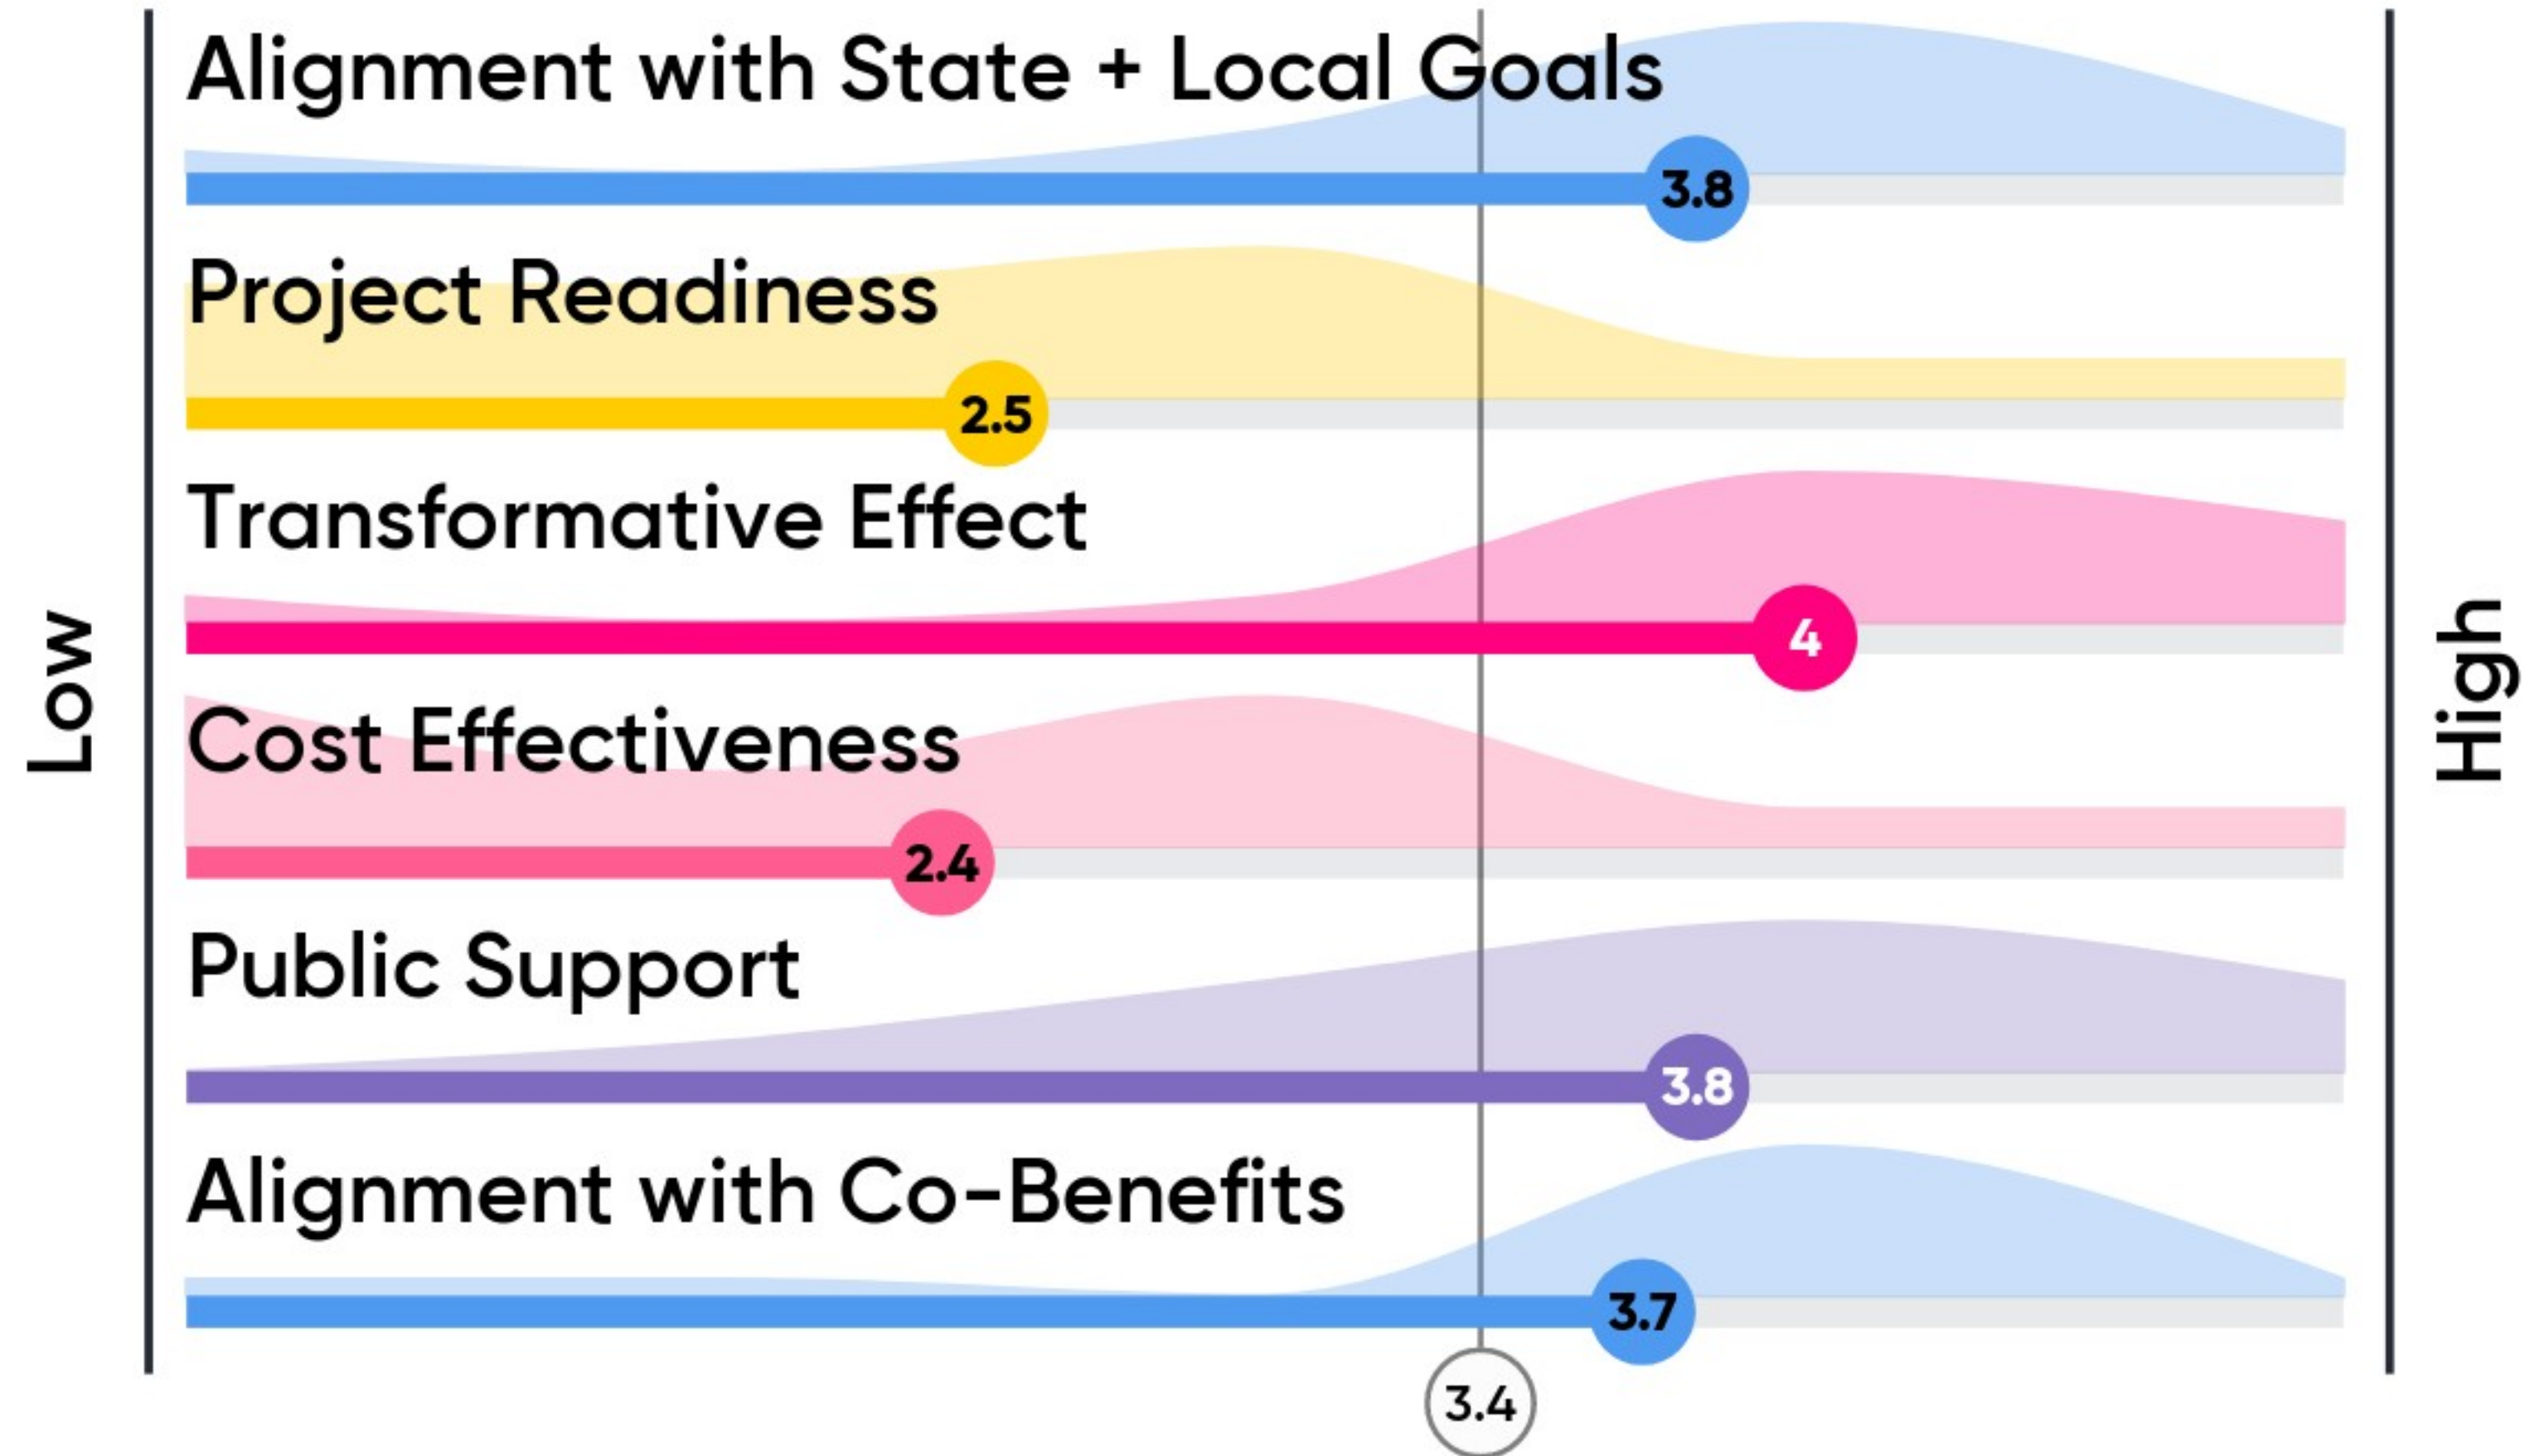 Alignment with State + Local Goals
3.8
Project Readiness
2.5
Transformative Effect
4
Low
High
Cost Effectiveness
2.4
Public Support
3.8
Alignment with Co-Benefits
3.7
3.4